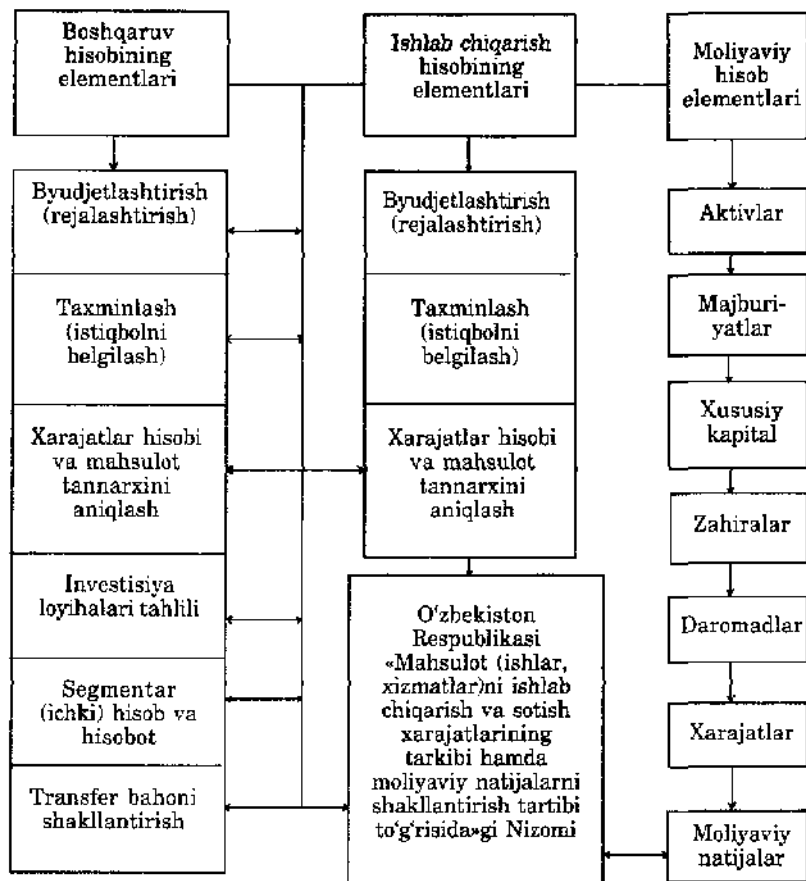 Boshqaruv
hisobining
elementlari
Ishlab chiqarish
hisobining
elementlari
Moliyaviy
hisob
elementlari
Byudjetlashtirish
(rejalashtirish)
Taxminlash
(istiqbolni
belgilash)
Xarajatlar hisobi
va mahsulot
tannarxini
aniqlash
Investisiya
loyihalari tahlili
Segmentar
(ichki) hisob va
hisobot
Transfer bahoni
shakllantirish
Byudjetlashtirish
(rejalashtirish)
Taxminlash
(istiqbolni
belgilash)
Xarajatlar hisobi
va mahsulot
tannarxini
aniqlash
O‘zbekiston
Respublikasi
«Mahsulot (ishlar,
xizmatlar)ni ishlab
chiqarish va sotish
xarajatlarining
tarkibi hamda
moliyaviy natijalarni
shakllantirish tartibi
to‘g‘risida»gi Nizomi
Aktivlar
Majburi-
yatlar
Xususiy
kapital
Zahiralar
Daromadlar
Xarajatlar
Moliyaviy
natijalar